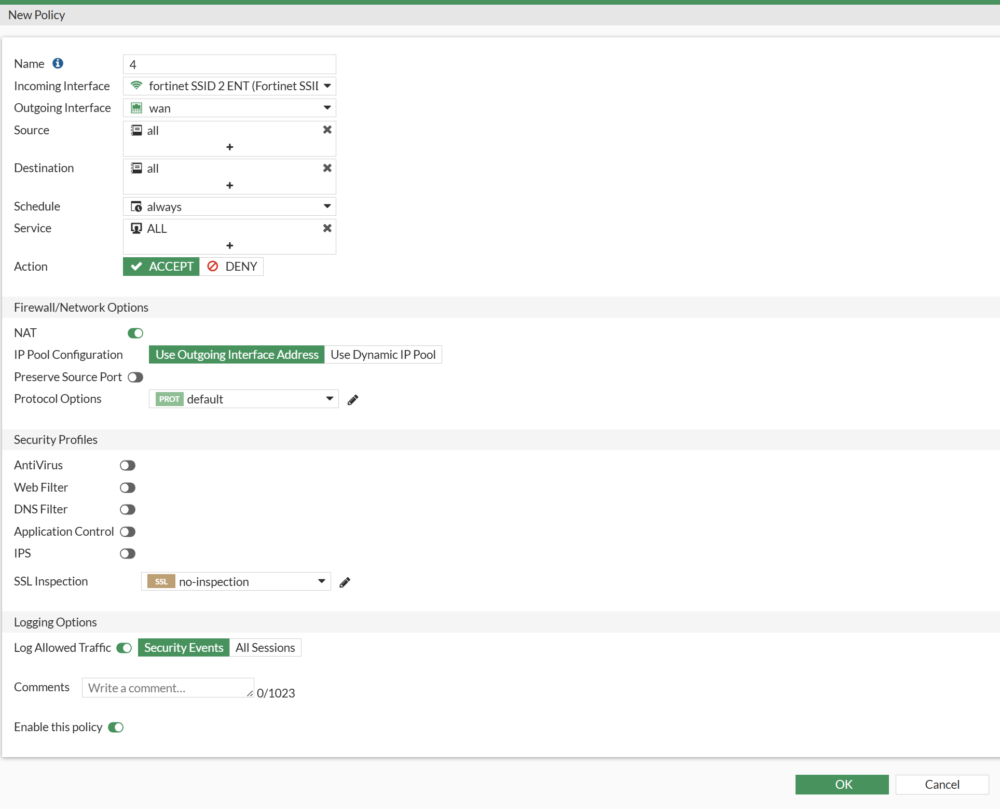 New Policy
Name
4
Incoming Interface
fortinet SSID 2 ENT (Fortinet SSI
Outgoing Interface
wan
Source
all
Destination
all
Schedule
always
Service
ALL
Action
ACCEPT DENY
Firewall/Network Options
NAT
IP Pool Configuration
Use Outgoing Interface Address Use Dynamic IP Pool
Preserve Source Port
Protocol Options
PROT default
Security Profiles
AntiVirus
Web Filter
DNS Filter
Application Control
IPS
SSL Inspection
SSL no-inspection
Logging Options
Log Allowed Traffic Security Events All Sessions
Comments
Write a comment...
0/1023
Enable this policy
OK Cancel